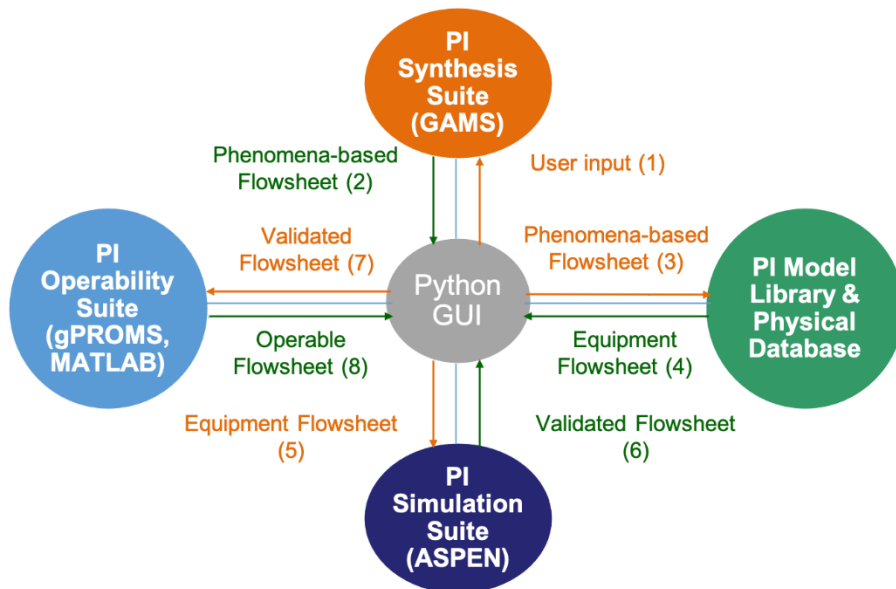 PI
Synthesis
Suite
(GAMS)
Phenomena-based
Flowsheet (2)
User input (1)
PI
Operability
Suite
(gPROMS,
MATLAB)
Validated
Flowsheet (7)
Phenomena-based
Flowsheet (3)
Python
GUI
PI Model
Library &
Physical
Database
Operable
Flowsheet (8)
Equipment
Flowsheet (4)
Equipment Flowsheet
(5)
Validated Flowsheet
(6)
PI
Simulation
Suite
(ASPEN)